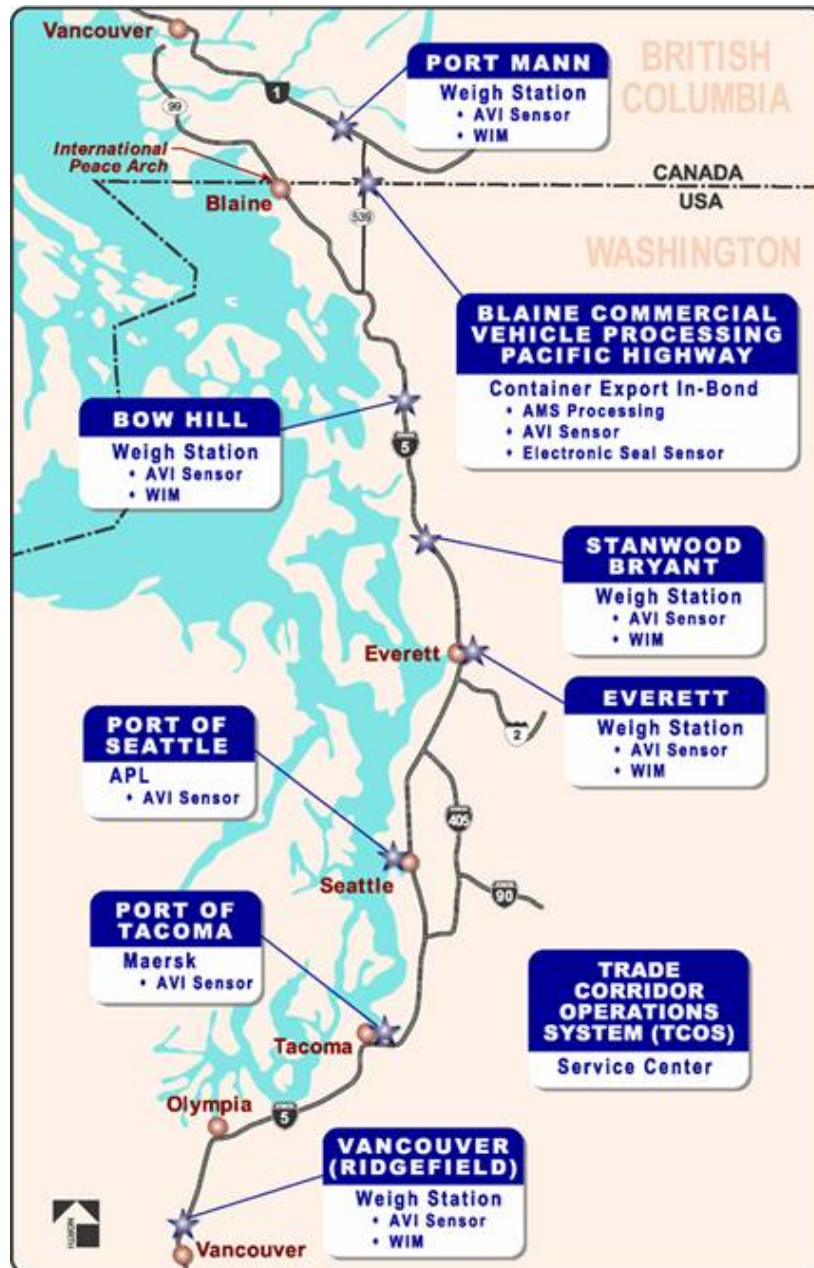 Vancouver
PORT MANN
Weigh Station
• AVI Sensor
• WIM
BRITISH
COLUMBIA
1
99
International
Peace Arch
CANADA
USA
Blaine
539
WASHINGTON
BLAINE COMMERCIAL
VEHICLE PROCESSING
PACIFIC HIGHWAY
Container Export In-Bond
• AMS Processing
• AVI Sensor
• Electronic Seal Sensor
BOW HILL
Weigh Station
• AVI Sensor
• WIM
5
STANWOOD
BRYANT
Weigh Station
• AVI Sensor
• WIM
Everett
EVERETT
Weigh Station
• AVI Sensor
• WIM
2
PORT OF
SEATTLE
APL
• AVI Sensor
405
Seattle
90
PORT OF
TACOMA
Maersk
• AVI Sensor
TRADE
CORRIDOR
OPERATIONS
SYSTEM (TCOS)
Service Center
Tacoma
Olympia
5
VANCOUVER
(RIDGEFIELD)
Weigh Station
• AVI Sensor
• WIM
NORTH
Vancouver